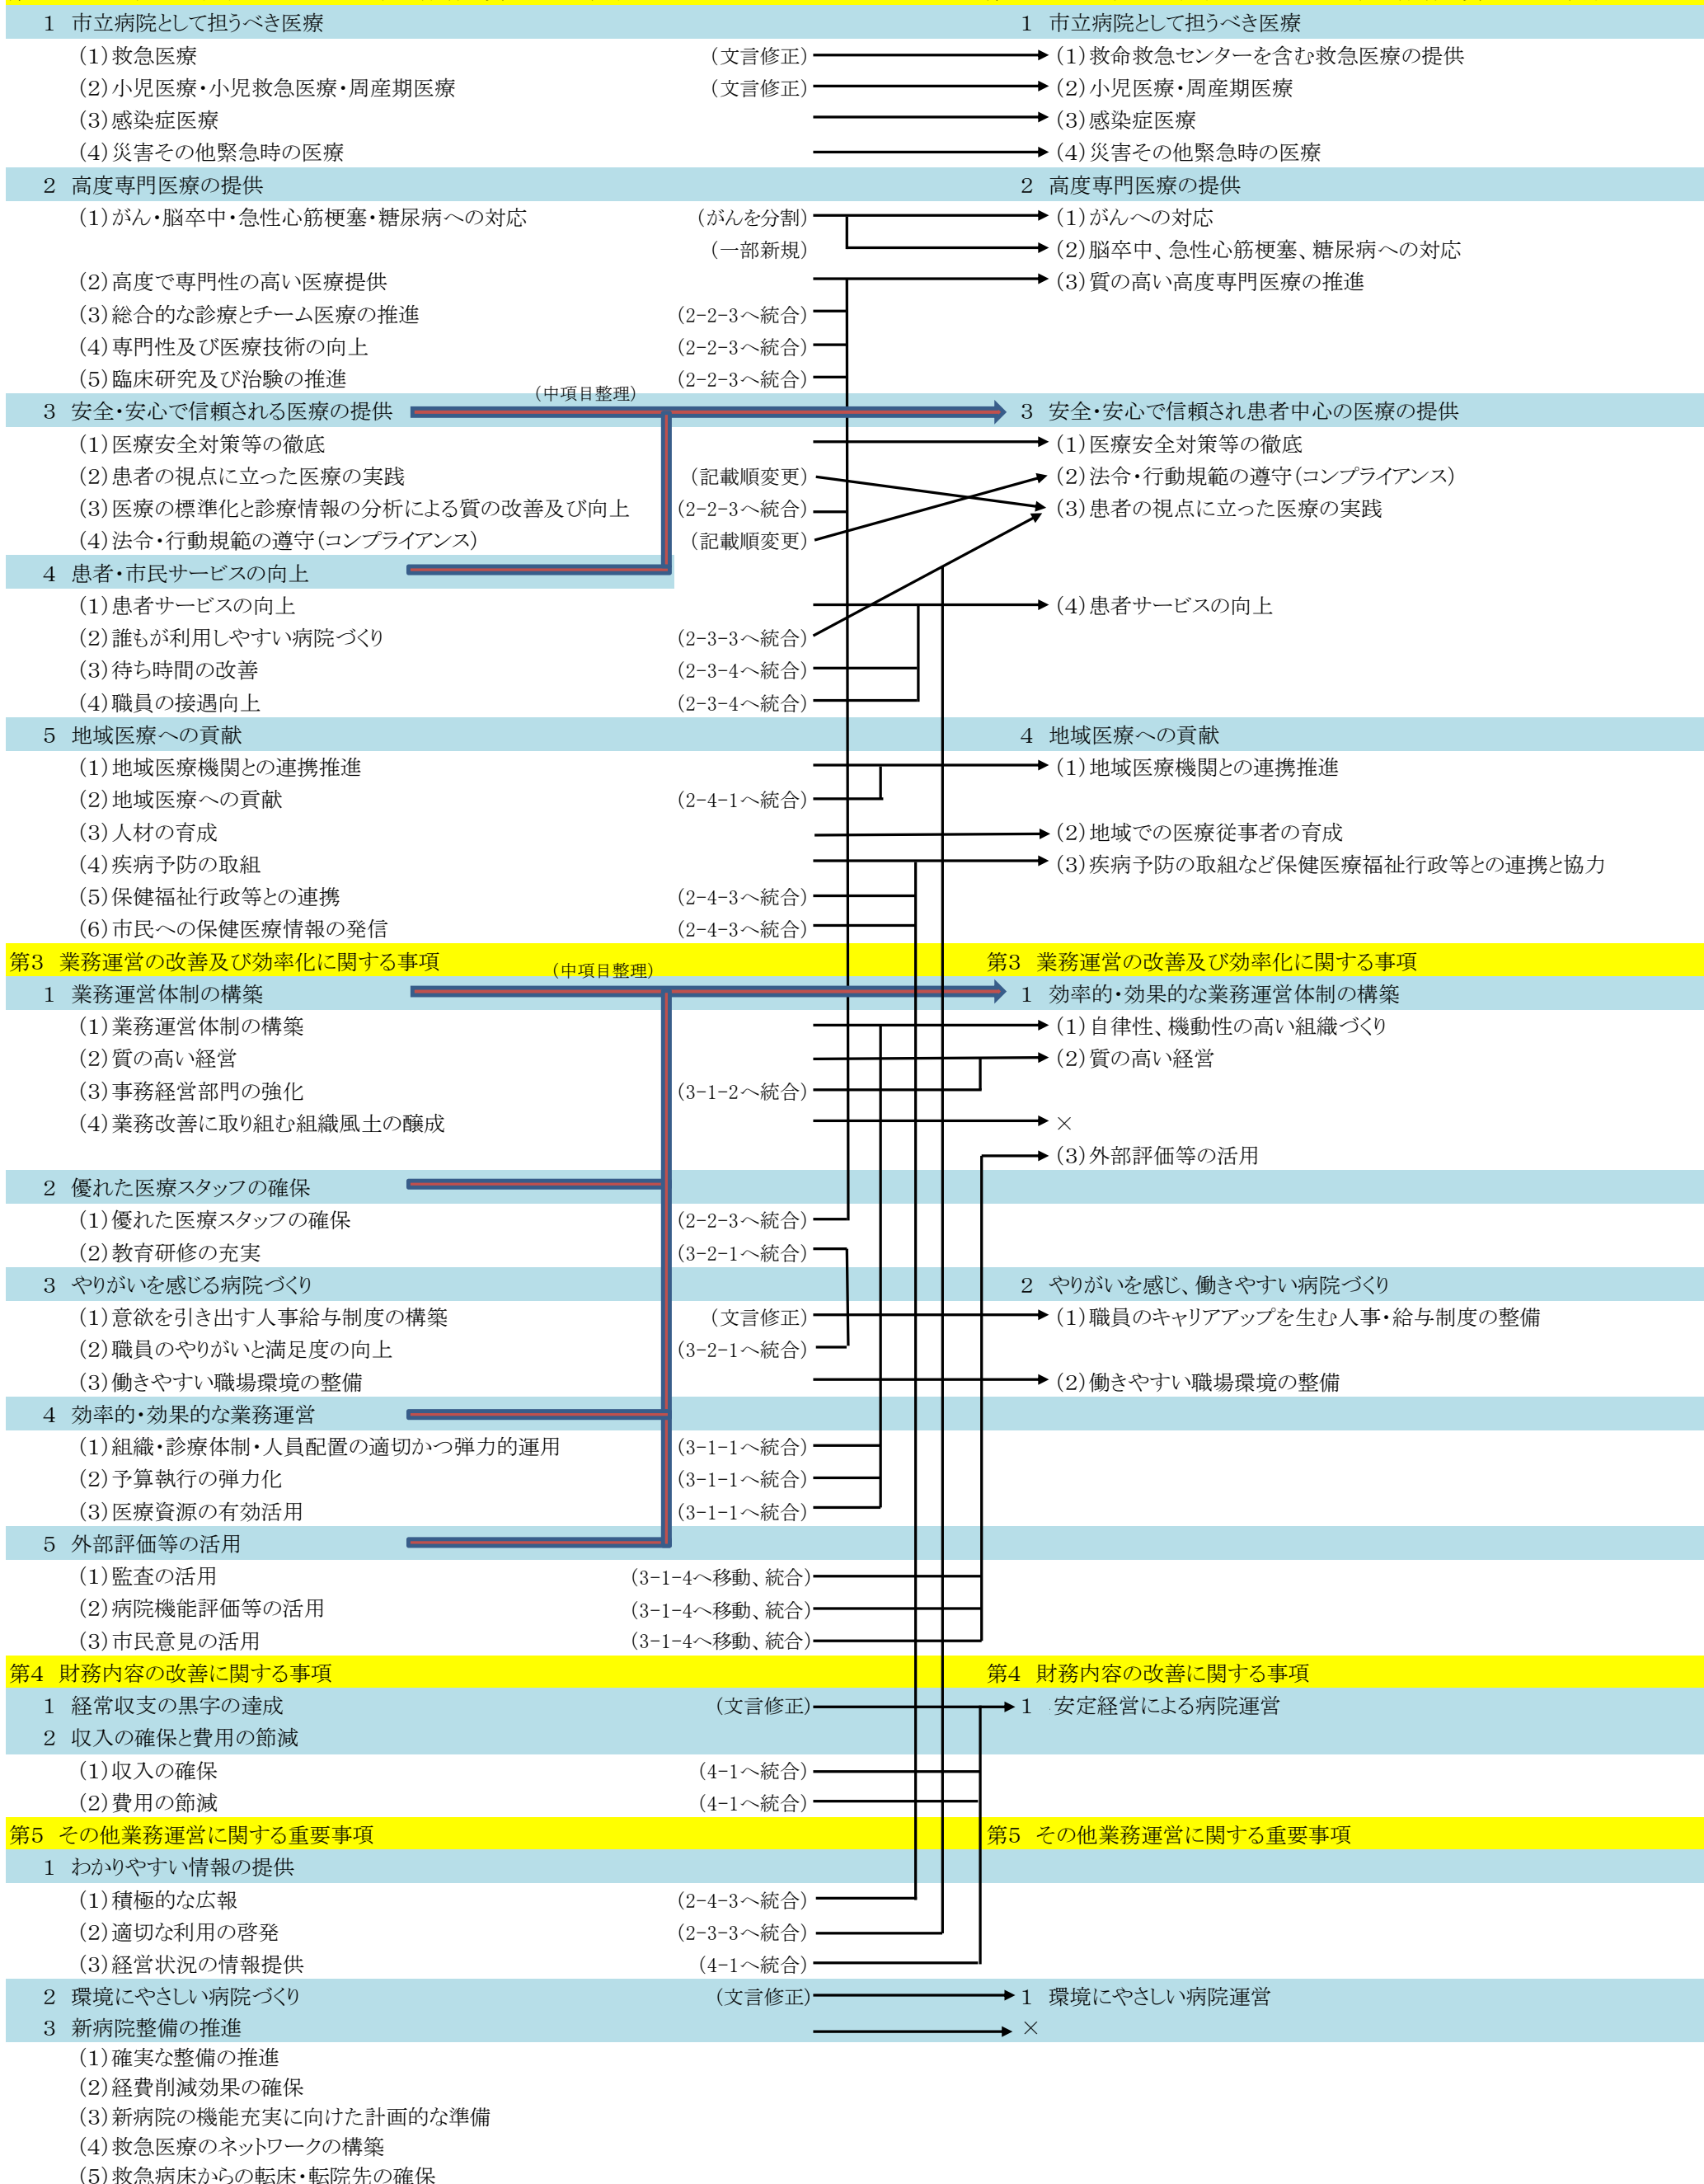 1 市立病院として担うべき医療 1 市立病院として担うべき医療
(1)救急医療 (文言修正) (1)救命救急センターを含む救急医療の提供
(2)小児医療・小児救急医療・周産期医療 (文言修正) (2)小児医療・周産期医療
(3)感染症医療 (3)感染症医療
(4)災害その他緊急時の医療 (4)災害その他緊急時の医療
2 高度専門医療の提供 2 高度専門医療の提供
(1)がん・脳卒中・急性心筋梗塞・糖尿病への対応 (がんを分割) (1)がんへの対応
(一部新規) (2)脳卒中、急性心筋梗塞、糖尿病への対応
(2)高度で専門性の高い医療提供 (3)質の高い高度専門医療の推進
(3)総合的な診療とチーム医療の推進 (2-2-3へ統合)
(4)専門性及び医療技術の向上 (2-2-3へ統合)
(5)臨床研究及び治験の推進 (2-2-3へ統合)
(中項目整理)
3 安全・安心で信頼される医療の提供 3 安全・安心で信頼され患者中心の医療の提供
(1)医療安全対策等の徹底 (1)医療安全対策等の徹底
(2)患者の視点に立った医療の実践 (記載順変更) (2)法令・行動規範の遵守(コンプライアンス)
(3)医療の標準化と診療情報の分析による質の改善及び向上 (2-2-3へ統合) (3)患者の視点に立った医療の実践
(4)法令・行動規範の遵守(コンプライアンス) (記載順変更)
4 患者・市民サービスの向上
(1)患者サービスの向上 (4)患者サービスの向上
(2)誰もが利用しやすい病院づくり (2-3-3へ統合)
(3)待ち時間の改善 (2-3-4へ統合)
(4)職員の接遇向上 (2-3-4へ統合)
5 地域医療への貢献 4 地域医療への貢献
(1)地域医療機関との連携推進 (1)地域医療機関との連携推進
(2)地域医療への貢献 (2-4-1へ統合)
(3)人材の育成 (2)地域での医療従事者の育成
(4)疾病予防の取組 (3)疾病予防の取組など保健医療福祉行政等との連携と協力
(5)保健福祉行政等との連携 (2-4-3へ統合)
(6)市民への保健医療情報の発信 (2-4-3へ統合)
第3 業務運営の改善及び効率化に関する事項 第3 業務運営の改善及び効率化に関する事項
(中項目整理)
1 業務運営体制の構築 1 効率的・効果的な業務運営体制の構築
(1)業務運営体制の構築 (1)自律性、機動性の高い組織づくり
(2)質の高い経営 (2)質の高い経営
(3)事務経営部門の強化 (3-1-2へ統合)
(4)業務改善に取り組む組織風土の醸成 ×
(3)外部評価等の活用
2 優れた医療スタッフの確保
(1)優れた医療スタッフの確保 (2-2-3へ統合)
(2)教育研修の充実 (3-2-1へ統合)
3 やりがいを感じる病院づくり 2 やりがいを感じ、働きやすい病院づくり
(1)意欲を引き出す人事給与制度の構築 (文言修正) (1)職員のキャリアアップを生む人事・給与制度の整備
(2)職員のやりがいと満足度の向上 (3-2-1へ統合)
(3)働きやすい職場環境の整備 (2)働きやすい職場環境の整備
4 効率的・効果的な業務運営
(1)組織・診療体制・人員配置の適切かつ弾力的運用 (3-1-1へ統合)
(2)予算執行の弾力化 (3-1-1へ統合)
(3)医療資源の有効活用 (3-1-1へ統合)
5 外部評価等の活用
(1)監査の活用 (3-1-4へ移動、統合)
(2)病院機能評価等の活用 (3-1-4へ移動、統合)
(3)市民意見の活用 (3-1-4へ移動、統合)
第4 財務内容の改善に関する事項 第4 財務内容の改善に関する事項
1 経常収支の黒字の達成 (文言修正) 1 安定経営による病院運営
2 収入の確保と費用の節減
(1)収入の確保 (4-1へ統合)
(2)費用の節減 (4-1へ統合)
第5 その他業務運営に関する重要事項 第5 その他業務運営に関する重要事項
1 わかりやすい情報の提供
(1)積極的な広報 (2-4-3へ統合)
(2)適切な利用の啓発 (2-3-3へ統合)
(3)経営状況の情報提供 (4-1へ統合)
2 環境にやさしい病院づくり (文言修正) 1 環境にやさしい病院運営
3 新病院整備の推進 ×
(1)確実な整備の推進
(2)経費削減効果の確保
(3)新病院の機能充実に向けた計画的な準備
(4)救急医療のネットワークの構築
(5)救急病床からの転床・転院先の確保